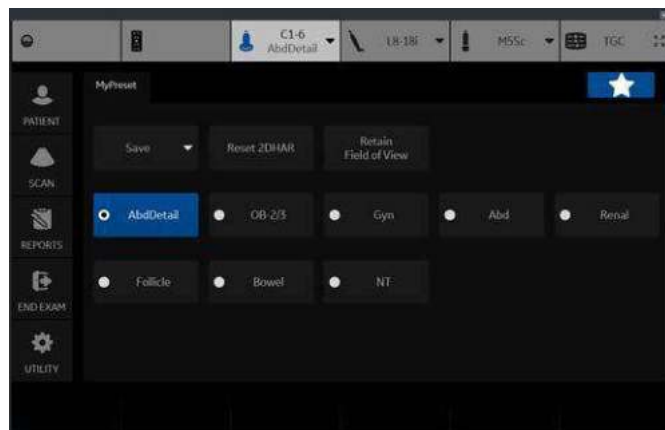 C1-6
AbdDetail
L8-18i
M5Sc
TGC
MyPreset
PATIENT
Save
Reset 2DHAR
Retain
Field of View
SCAN
AbdDetail
OB-2/3
Gyn
Abd
Renal
REPORTS
Follicle
Bowel
NT
END EXAM
UTILITY